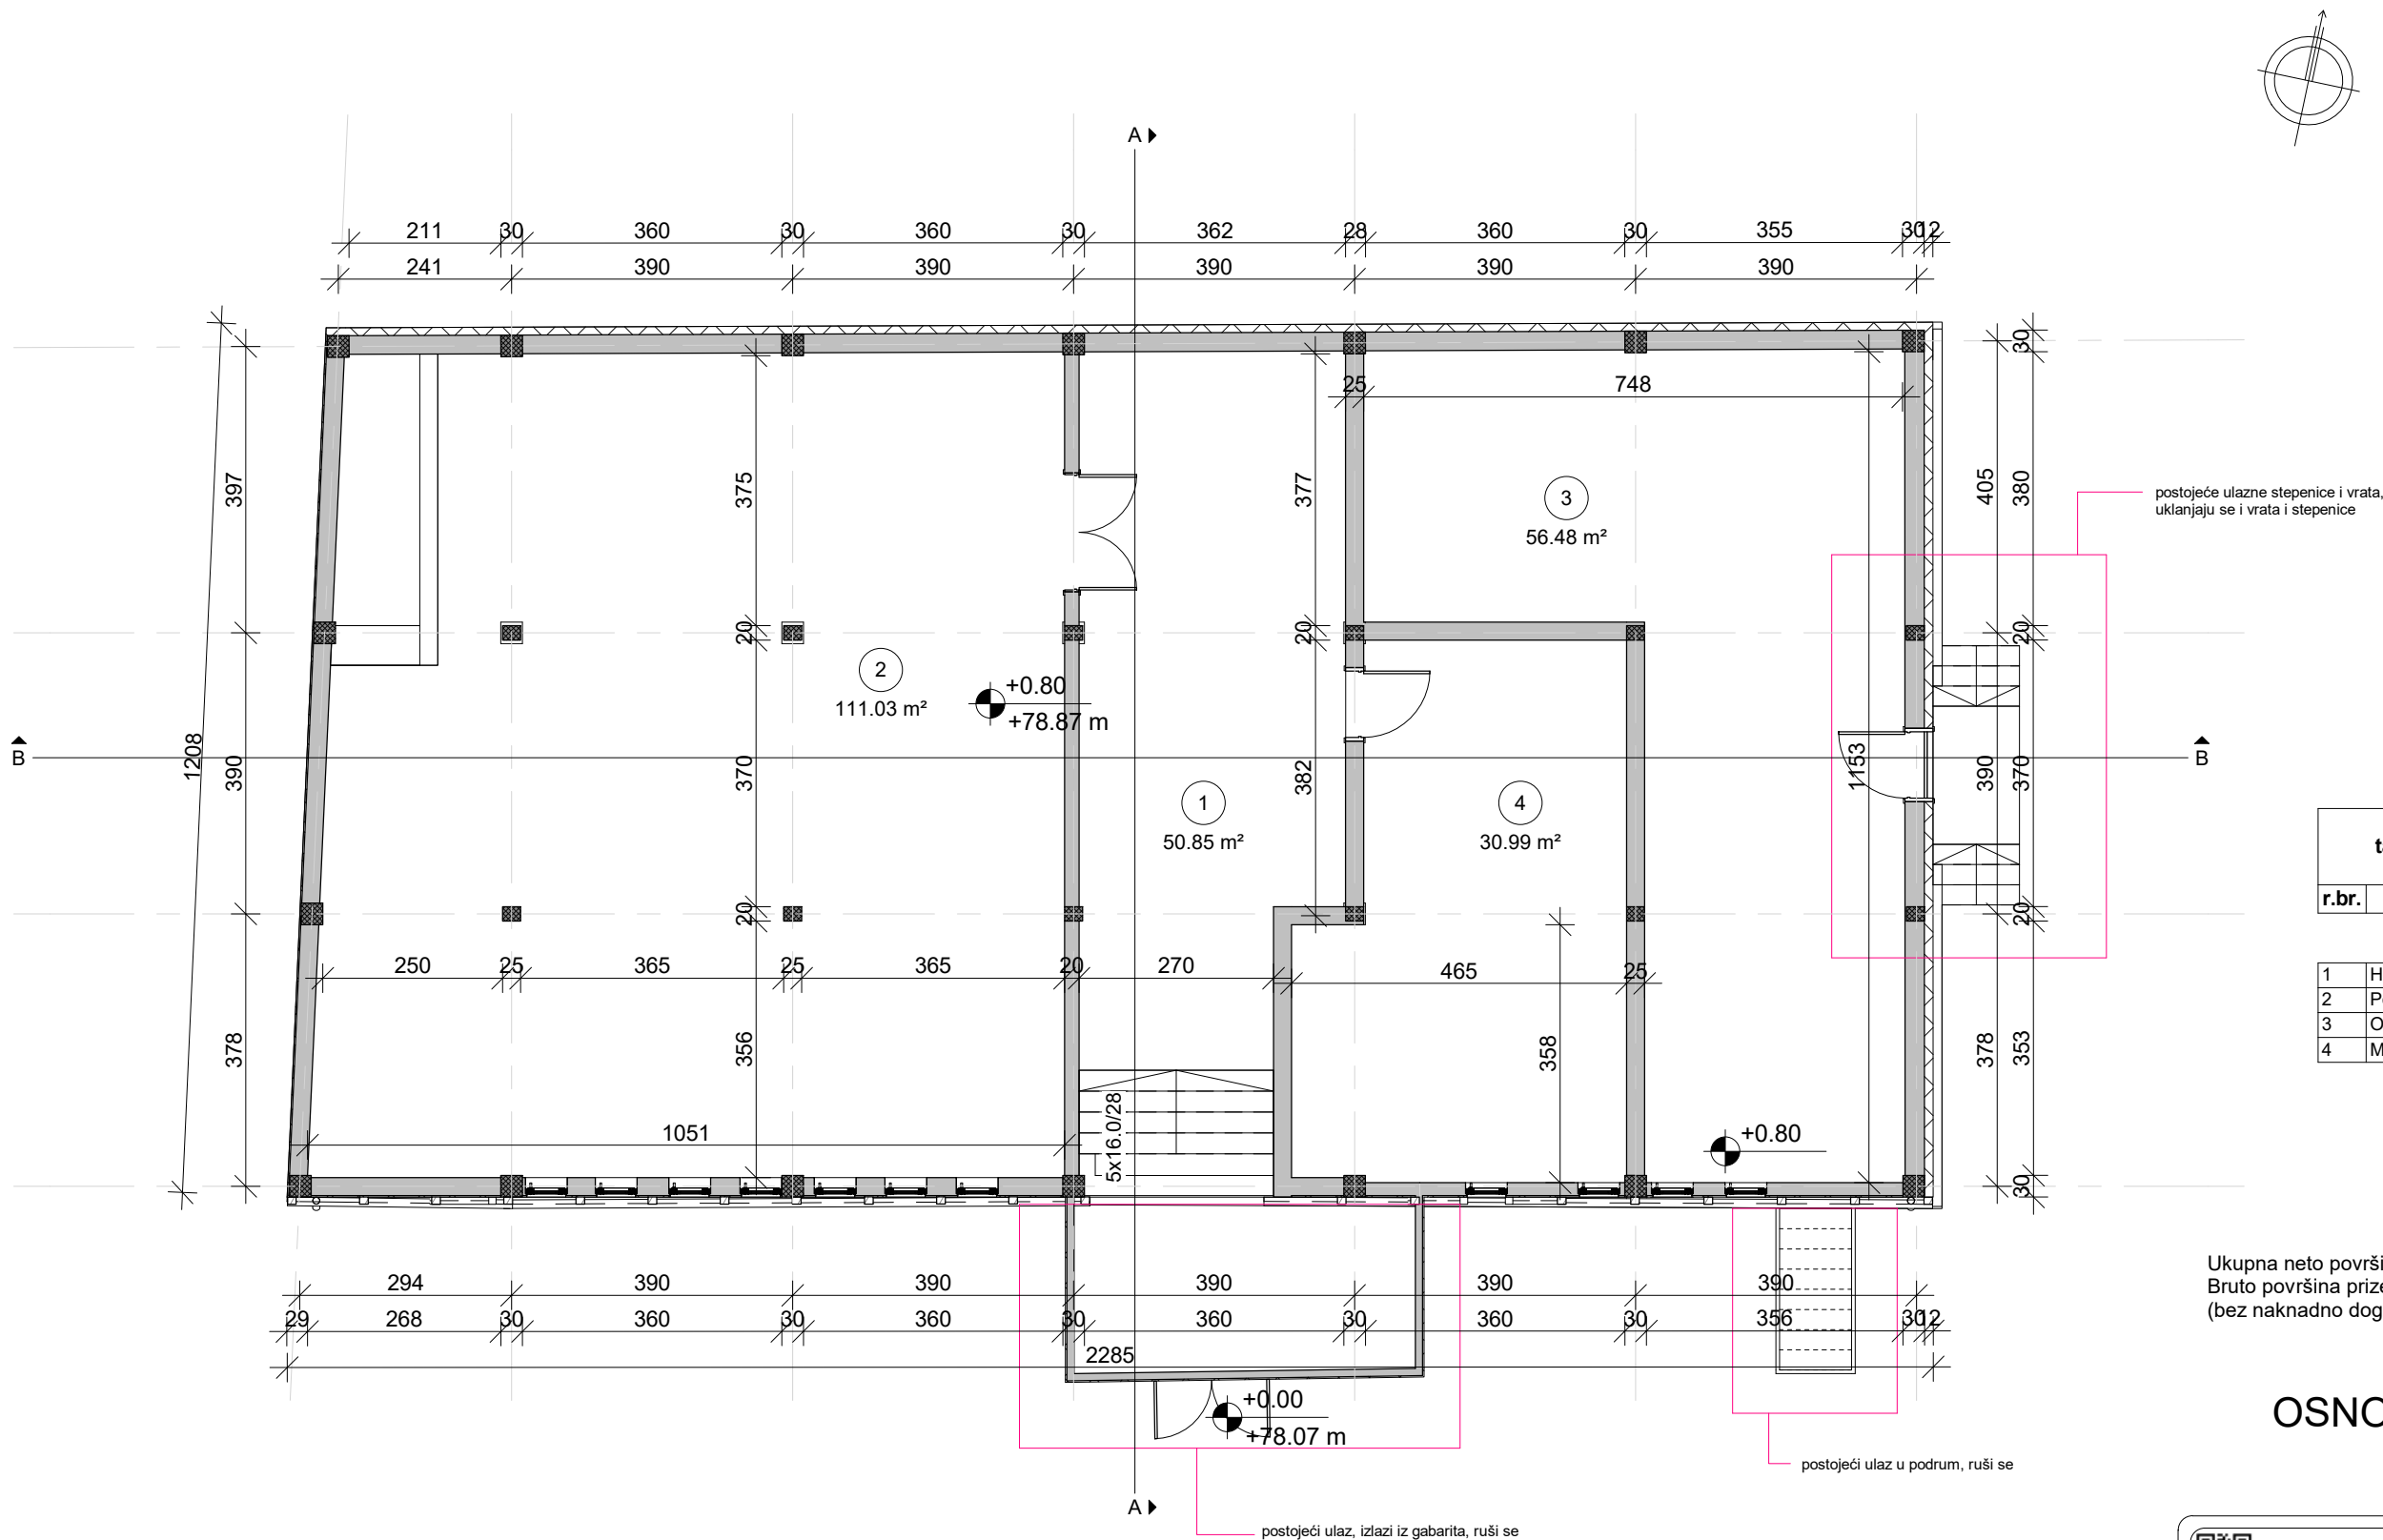 A
211 30 360 30 360 30 362 28 360 30 355 30 12
241 390 390 390 390 390
25 748
30
397
375
377
405
380
3
56.48 m²
postojeće ulazne stepenice i vrata,
uklanjaju se i vrata i stepenice
20
20
20
2
111.03 m²
+0.80
+78.87 m
B
B
1208
390
370
382
1153
390
370
1
50.85 m²
4
30.99 m²
r.br.
20
20
250 25 365 25 365 20 270
465 25
1
2
3
4
378
356
358
378
353
1051
5x16.0/28
+0.80
30
294 390 390 390 390 390
29 268 30 360 30 360 30 360 30 360 30 356 30 12
2285
Bruto površina
+0.00
+78.07 m
postojeći ulaz u podrum, ruši se
A
postojeći ulaz, izlazi iz gabarita, ruši se